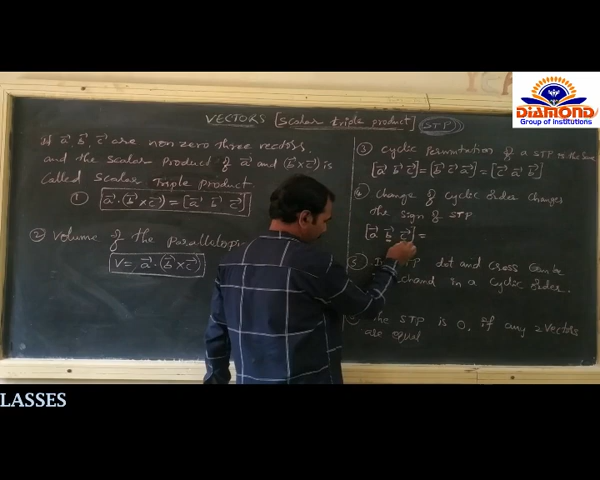 DIAMOND
Group of Institutions
VECTORS [Scalar triple product] (STP)
If a⃗, b⃗, c⃗ are non zero three vectors,
and the scalar product of a⃗ and (b⃗×c⃗) is
called Scalar Triple product.
① a⃗·(b⃗×c⃗) = [a⃗ b⃗ c⃗]
② Volume of the Parallelopi
V = a⃗·(b⃗×c⃗)
③ Cyclic Permutation of a STP is the same
[a⃗ b⃗ c⃗] = [b⃗ c⃗ a⃗] = [c⃗ a⃗ b⃗]
④ Change of cyclic order changes
the sign of STP
[a⃗ b⃗ c⃗] =
⑤ In STP dot and cross can be
in a cyclic order.
the STP is 0, if any 2 vectors
are equal
LASSES